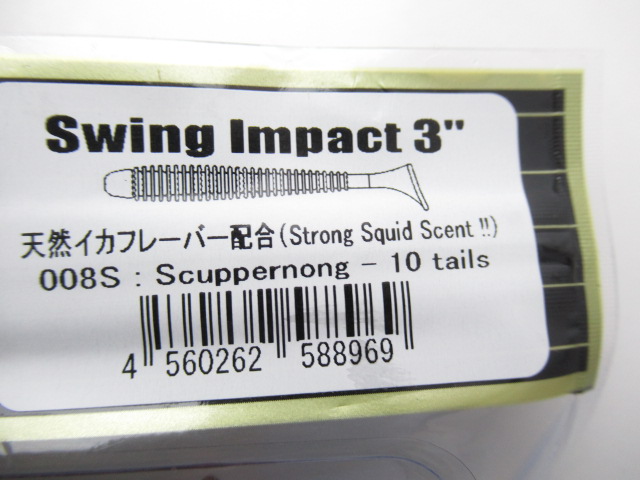 Swing Impact 3"
天然イカフレーバー配合(Strong Squid Scent !!)
008S : Scuppernong - 10 tails
4 560262 588969